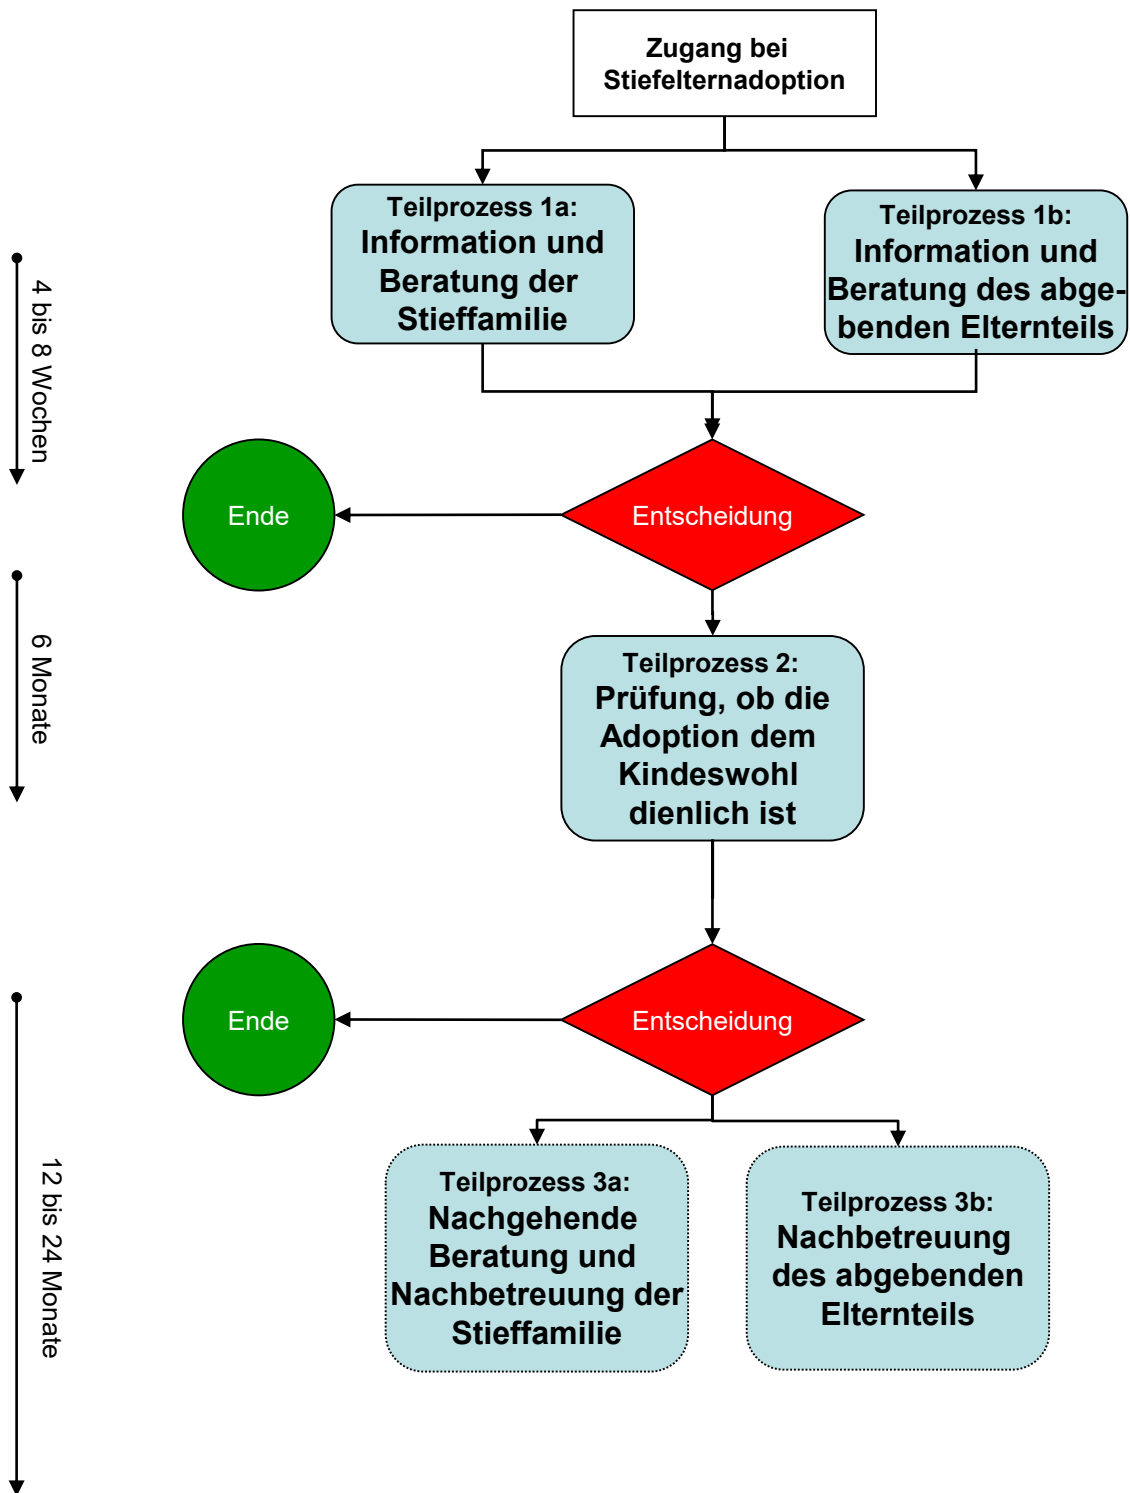 Zugang bei
Stiefelternadoption
Teilprozess 1a:
Information und
Beratung der
Stieffamilie
Teilprozess 1b:
Information und
Beratung des abge-
benden Elternteils
4 bis 8 Wochen
Ende
Entscheidung
6 Monate
Teilprozess 2:
Prüfung, ob die
Adoption dem
Kindeswohl
dienlich ist
Ende
Entscheidung
12 bis 24 Monate
Teilprozess 3a:
Nachgehende
Beratung und
Nachbetreuung der
Stieffamilie
Teilprozess 3b:
Nachbetreuung
des abgebenden
Elternteils